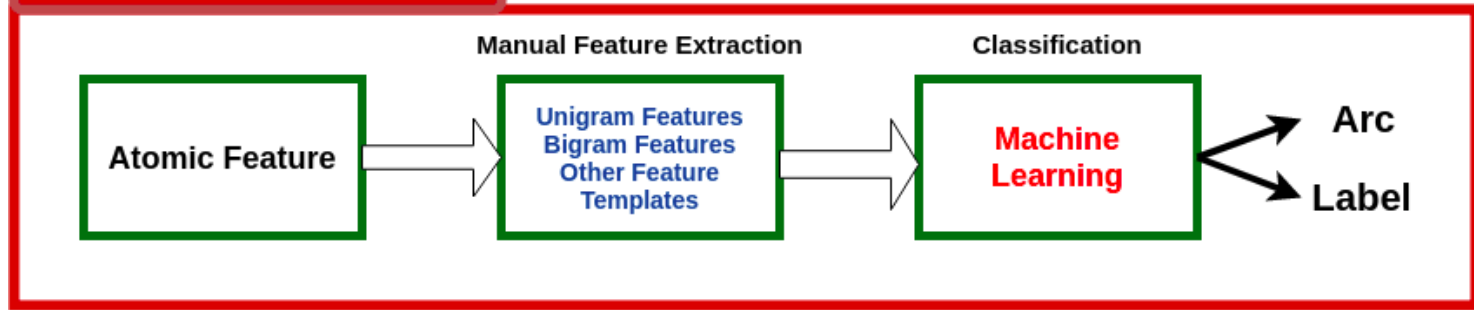 Manual Feature Extraction
Classification
Atomic Feature
Unigram Features
Bigram Features
Other Feature
Templates
Machine
Learning
Arc
Label